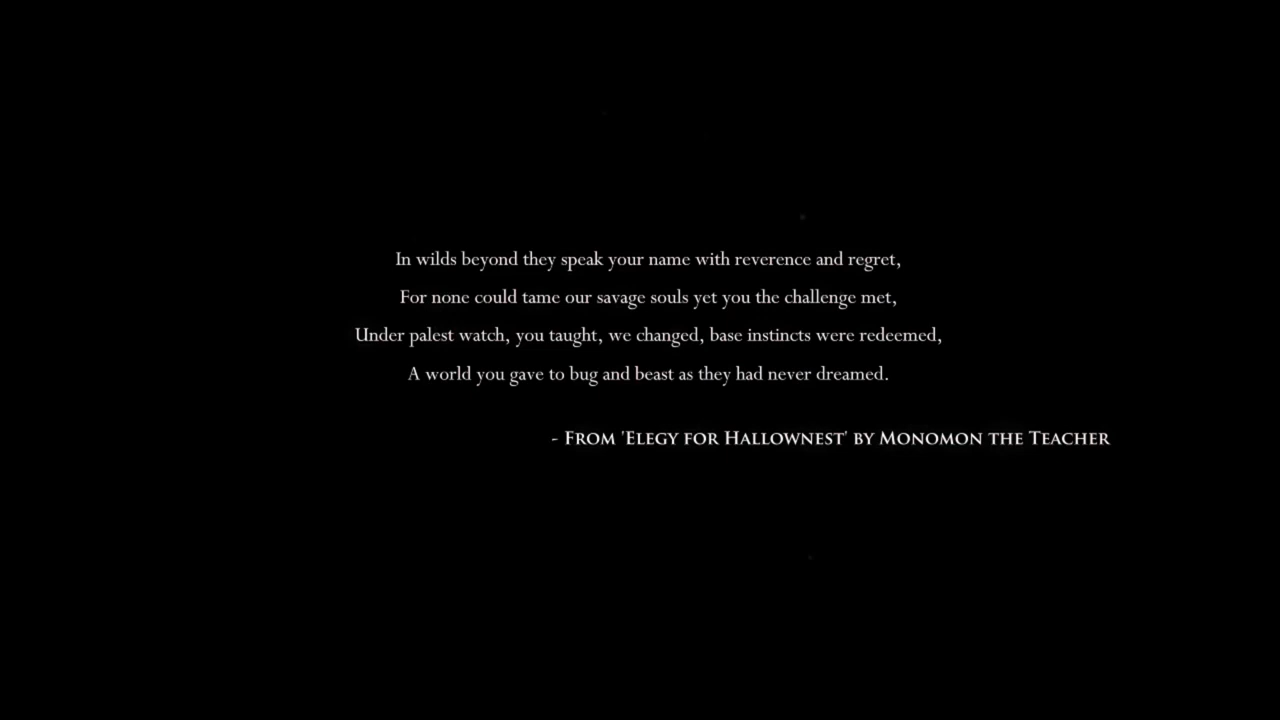 In wilds beyond they speak your name with reverence and regret,
For none could tame our savage souls yet you the challenge met,
Under palest watch, you taught, we changed, base instincts were redeemed,
A world you gave to bug and beast as they had never dreamed.
- From 'Elegy for Hallownest' by Monomon the Teacher